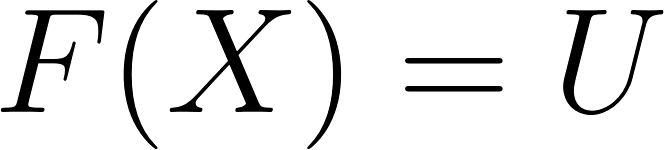 F(X) = U